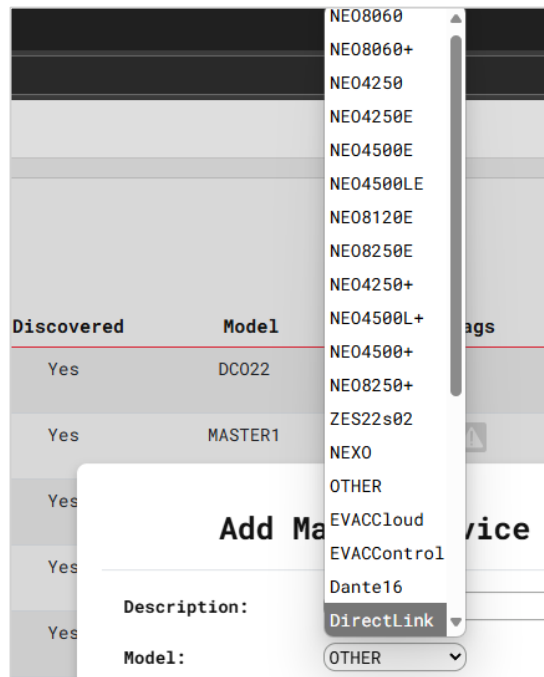 NEO8060
NEO8060+
NEO4250
NEO4250E
NEO4500E
NEO4500LE
NEO8120E
NEO8250E
NEO4250+
NEO4500L+
NEO4500+
NEO8250+
ZES22s02
NEXO
OTHER
EVACCloud
EVACControl
Dante16
DirectLink
Discovered Model ags
Yes DCO22
Yes MASTER1
Yes
Yes
Yes
Add Ma vice
Description:
Model: OTHER